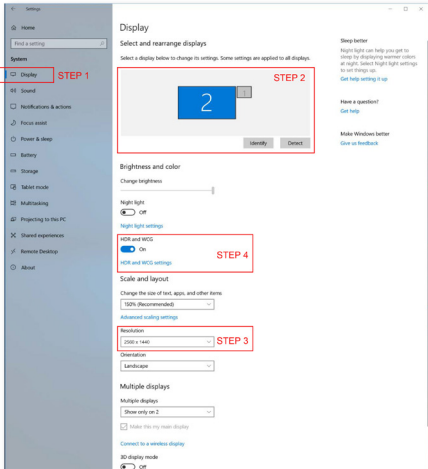 Settings
Home
Find a setting
System
Display STEP 1
Sound
Notifications & actions
Focus assist
Power & sleep
Battery
Storage
Tablet mode
Multitasking
Projecting to this PC
Shared experiences
Remote Desktop
About
Display
Select and rearrange displays
Select a display below to change its settings. Some settings are applied to all displays.
STEP 2
2
1
Identify Detect
Brightness and color
Change brightness
Night light
Off
Night light settings
HDR and WCG
On
STEP 4
HDR and WCG settings
Scale and layout
Change the size of text, apps, and other items
150% (Recommended)
Advanced scaling settings
Resolution
2560 x 1440 STEP 3
Orientation
Landscape
Multiple displays
Multiple displays
Show only on 2
Make this my main display
Connect to a wireless display
3D display mode
Off
Sleep better
Night light can help you get to
sleep by displaying warmer colors
at night. Select Night light settings
to set things up.
Get help setting it up
Have a question?
Get help
Make Windows better
Give us feedback